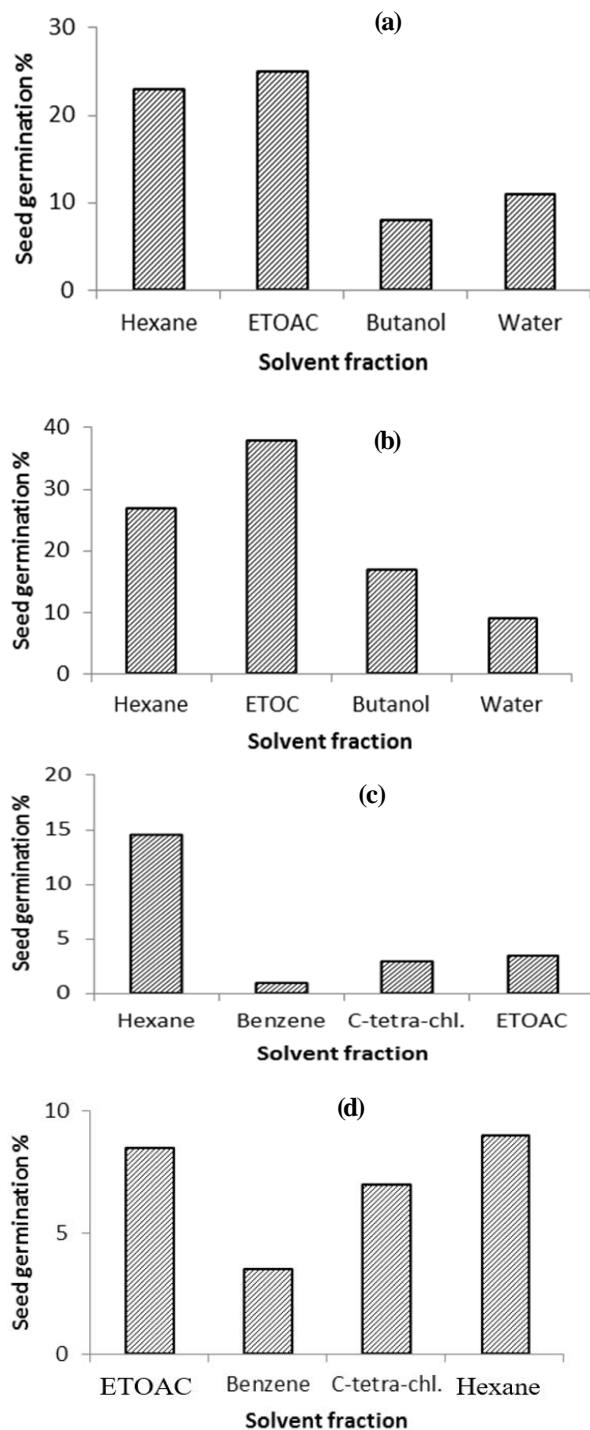 (a)
Seed germination %
30
20
10
0
Hexane ETOAC Butanol Water
Solvent fraction
(b)
Seed germination %
40
30
20
10
0
Hexane ETOC Butanol Water
Solvent fraction
(c)
Seed germination %
20
15
10
5
0
Hexane Benzene C-tetra-chl. ETOAC
Solvent fraction
(d)
Seed germination %
10
5
0
ETOAC Benzene C-tetra-chl. Hexane
Solvent fraction